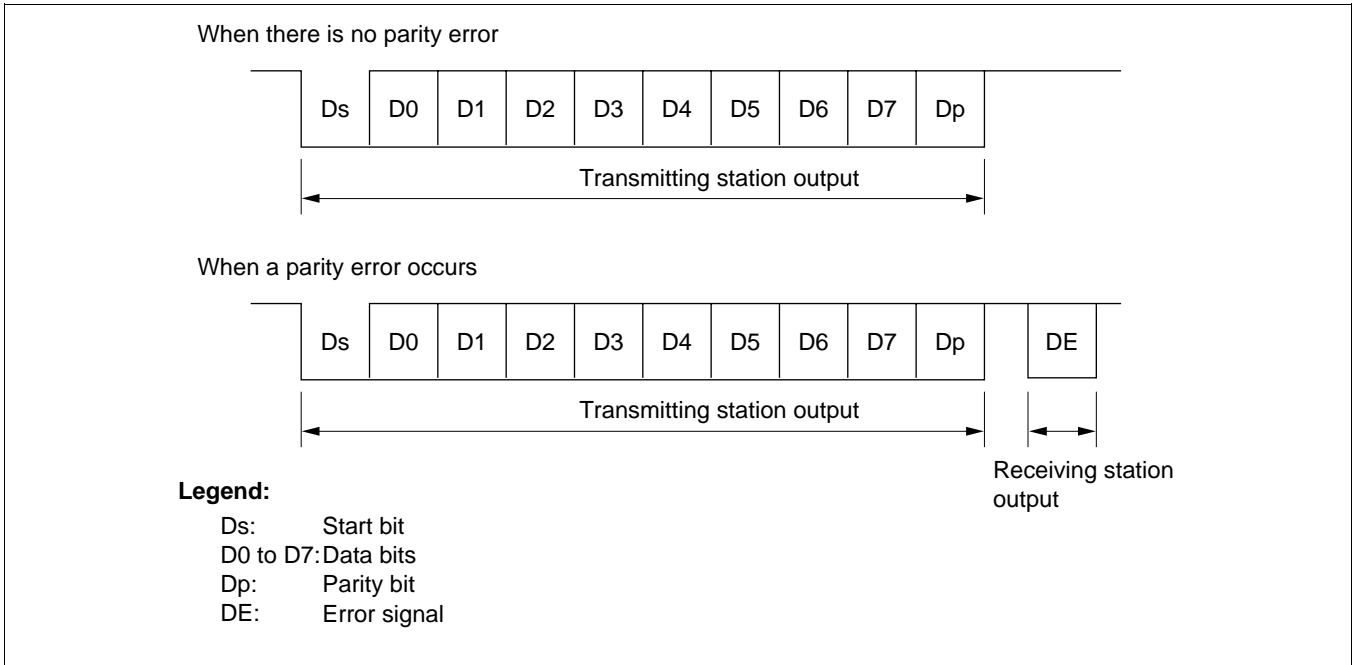 When there is no parity error
Ds D0 D1 D2 D3 D4 D5 D6 D7 Dp
Transmitting station output
When a parity error occurs
Ds D0 D1 D2 D3 D4 D5 D6 D7 Dp DE
Transmitting station output
Receiving station
output
Legend:
Ds: Start bit
D0 to D7: Data bits
Dp: Parity bit
DE: Error signal